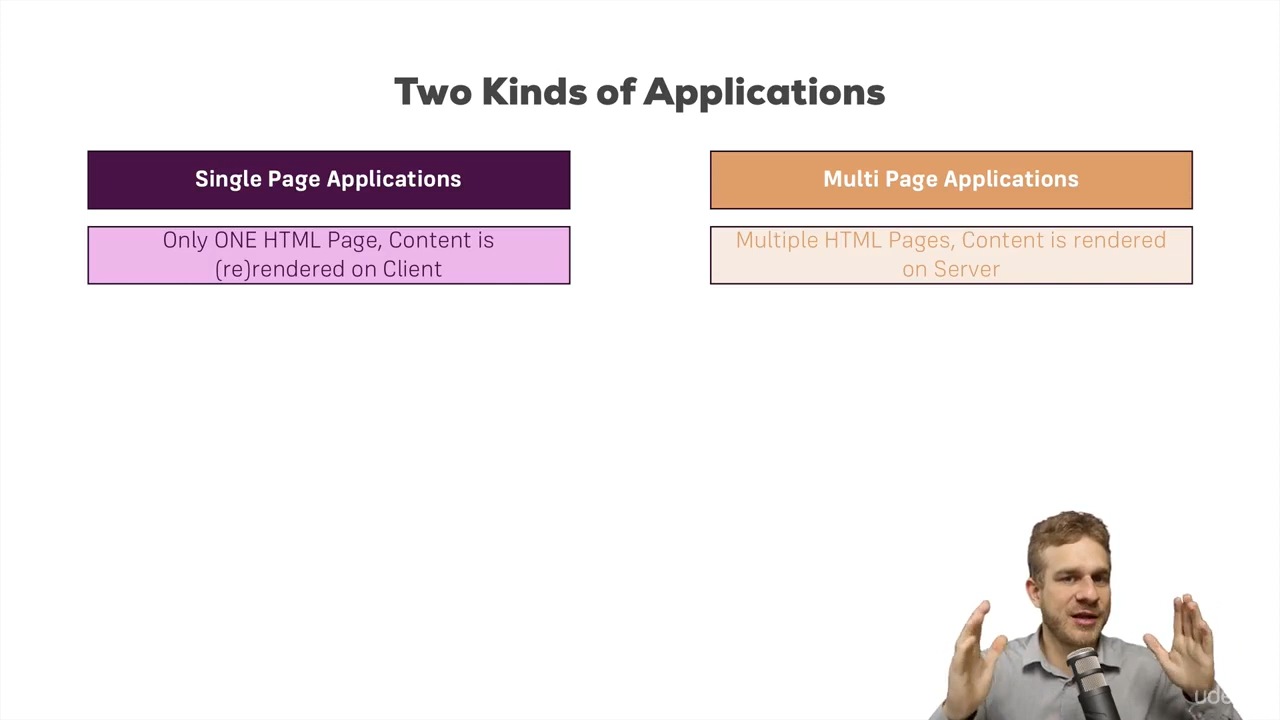 Two Kinds of Applications
Single Page Applications
Multi Page Applications
Only ONE HTML Page, Content is
(re)rendered on Client
Multiple HTML Pages, Content is rendered
on Server